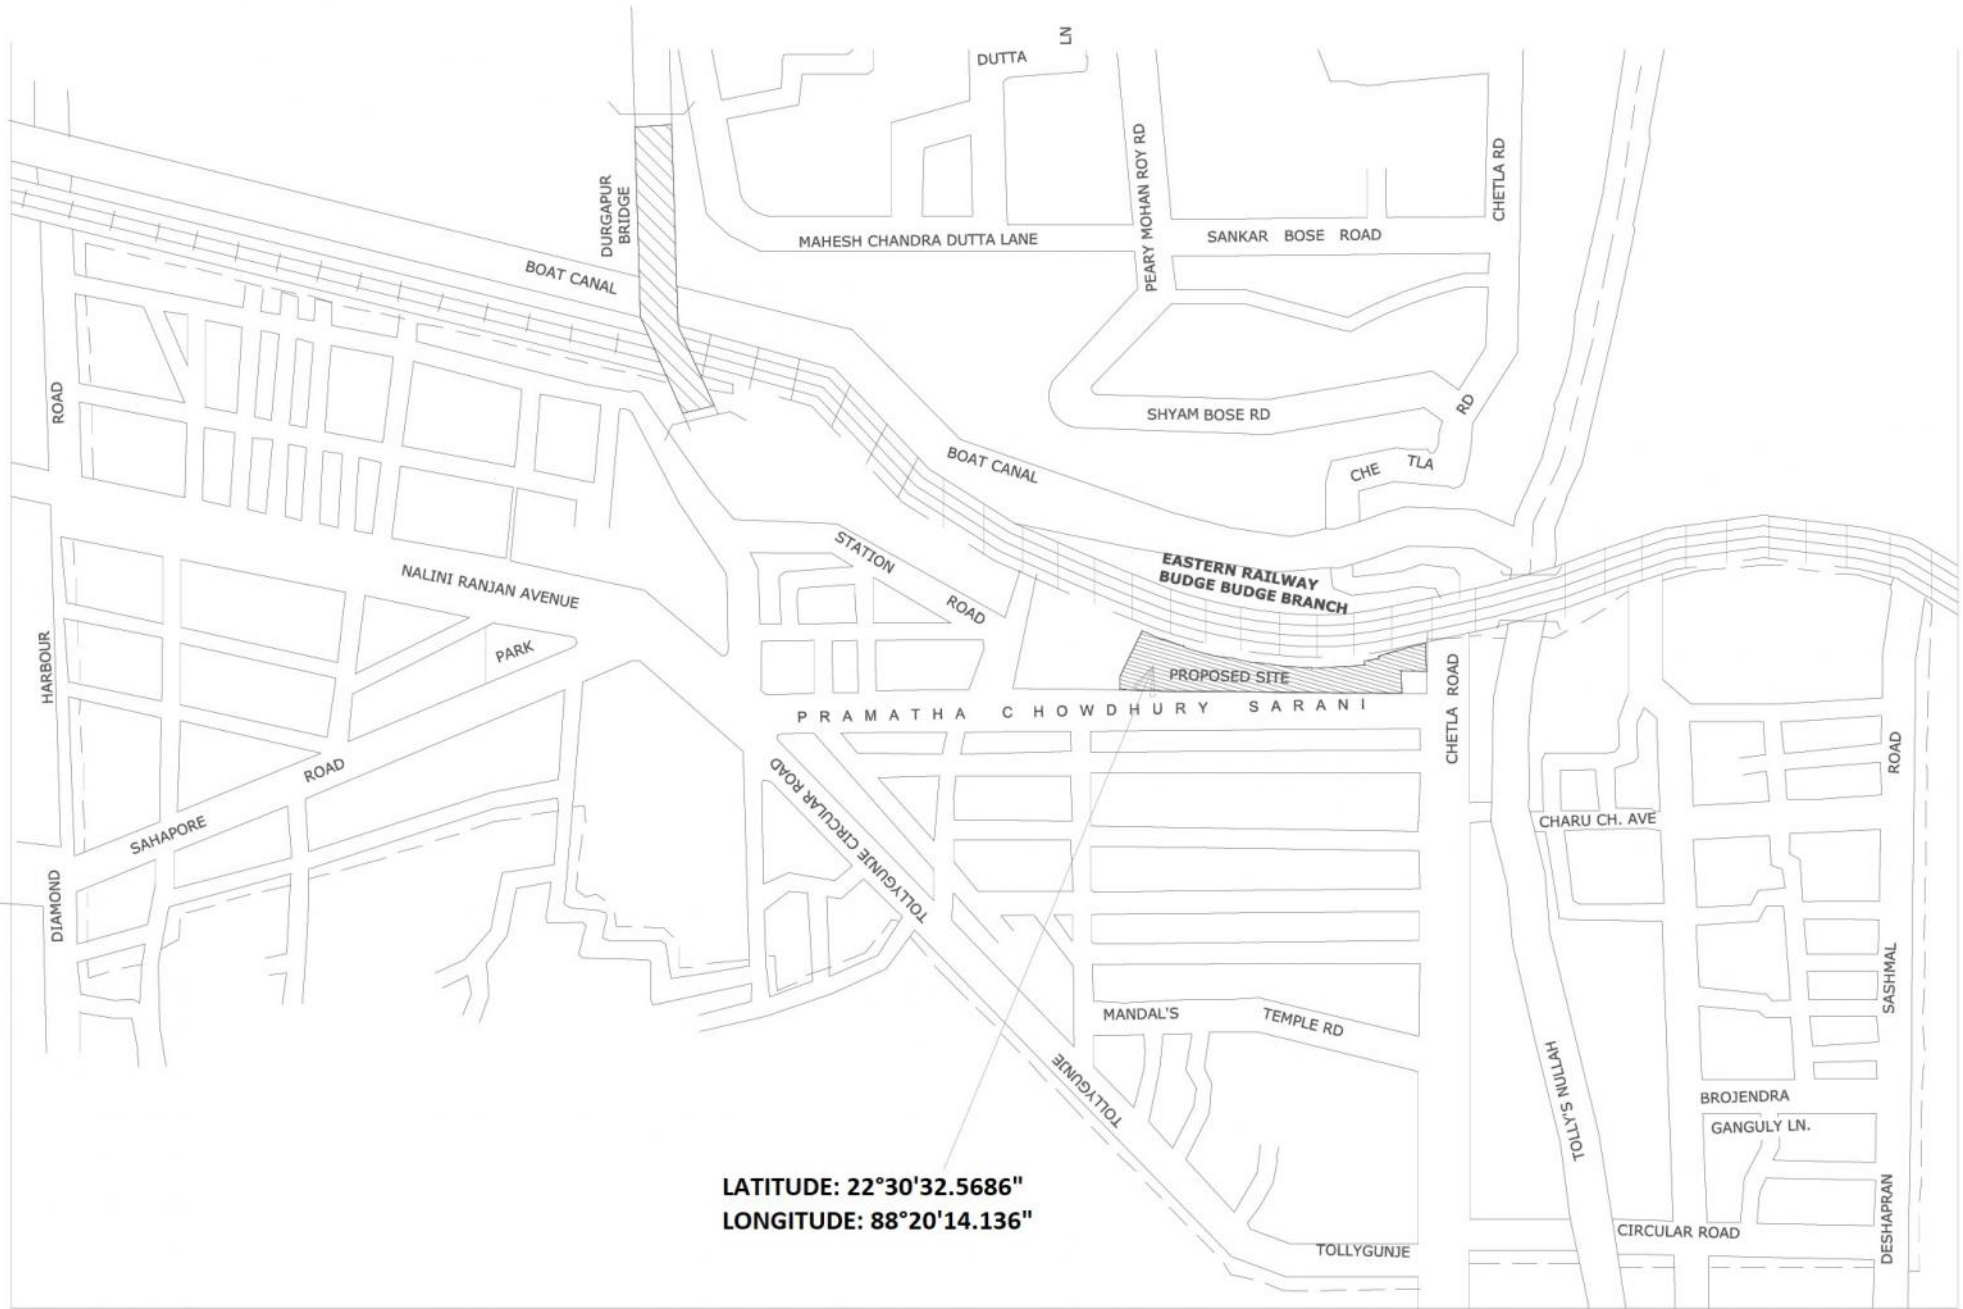 LN
DUTTA
PEARY MOHAN ROY RD
CHETLA RD
DURGAPUR
BRIDGE
MAHESH CHANDRA DUTTA LANE
SANKAR BOSE ROAD
BOAT CANAL
ROAD
SHYAM BOSE RD
RD
BOAT CANAL
CHE TLA
STATION
ROAD
EASTERN RAILWAY
BUDGE BUDGE BRANCH
NALINI RANJAN AVENUE
PARK
HARBOUR
PROPOSED SITE
CHETLA ROAD
PRAMATHA CHOWDHURY SARANI
ROAD
ROAD
SAHAPORE
TOLLYGUNJE CIRCULAR ROAD
CHARU CH. AVE
DIAMOND
SASHMAL
MANDAL'S
TEMPLE RD
TOLLYGUNJE
TOLLY'S NULLAH
BROJENDRA
GANGULY LN.
LATITUDE: 22°30'32.5686"
LONGITUDE: 88°20'14.136"
DESHAPRAN
CIRCULAR ROAD
TOLLYGUNJE